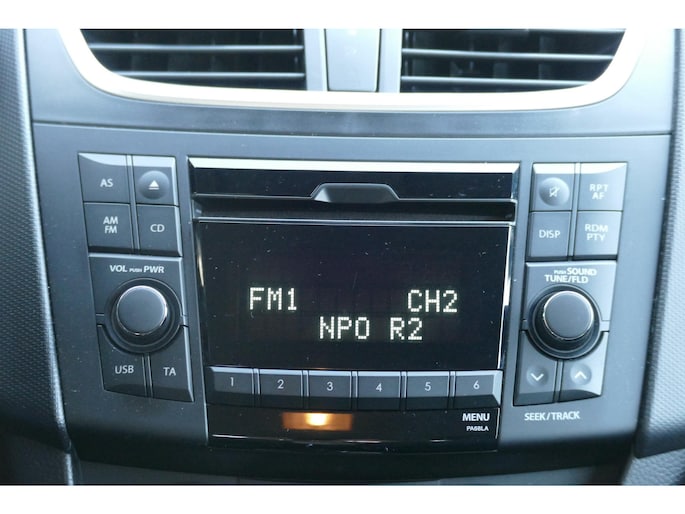 AS
AM
FM
CD
VOL PUSH PWR
USB
TA
FM1 CH2
NPO R2
1 2 3 4 5 6
MENU
PA68LA
RPT
AF
DISP
RDM
PTY
PUSH SOUND
TUNE/FLD
SEEK/TRACK